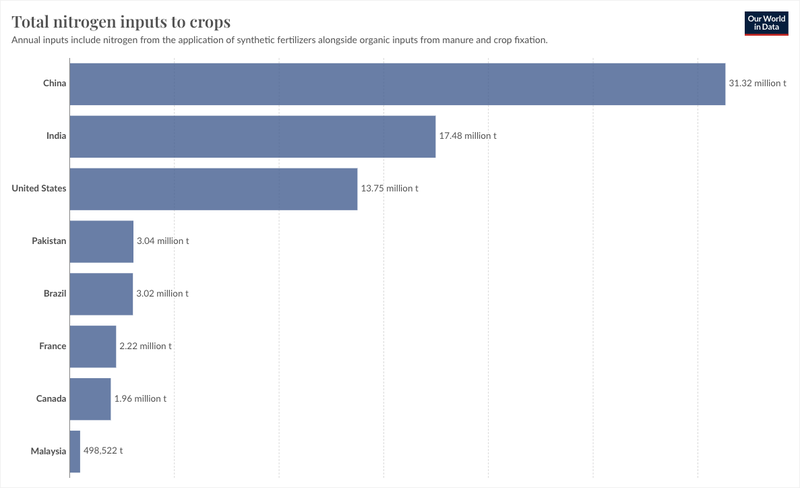 Total nitrogen inputs to crops
Our World
in Data
Annual inputs include nitrogen from the application of synthetic fertilizers alongside organic inputs from manure and crop fixation.
China 31.32 million t
India 17.48 million t
United States 13.75 million t
Pakistan 3.04 million t
Brazil 3.02 million t
France 2.22 million t
Canada 1.96 million t
Malaysia 498,522 t